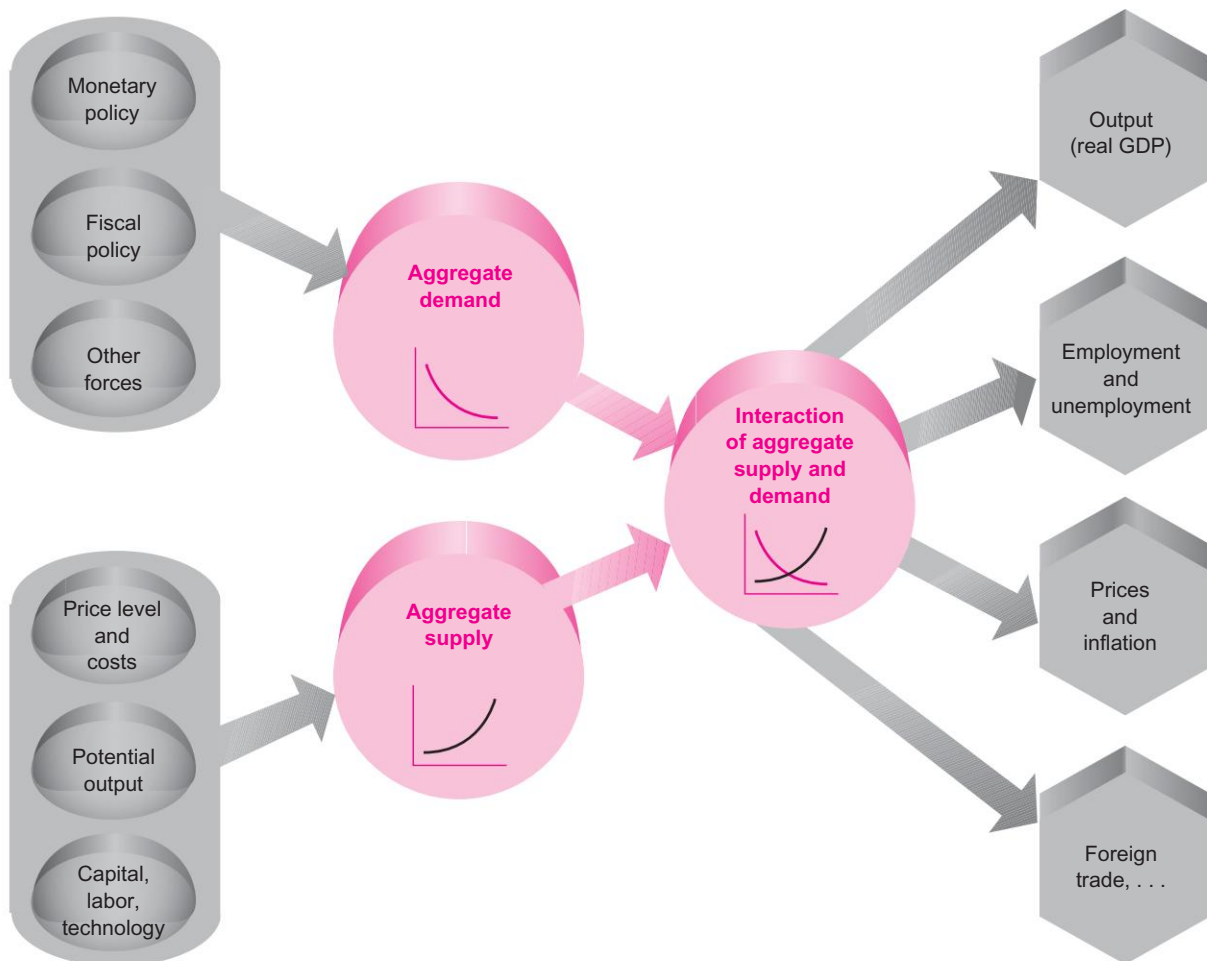 Monetary
policy
Fiscal
policy
Other
forces
Price level
and
costs
Potential
output
Capital,
labor,
technology
Aggregate
demand
Aggregate
supply
Interaction
of aggregate
supply and
demand
Output
(real GDP)
Employment
and
unemployment
Prices
and
inflation
Foreign
trade, . . .